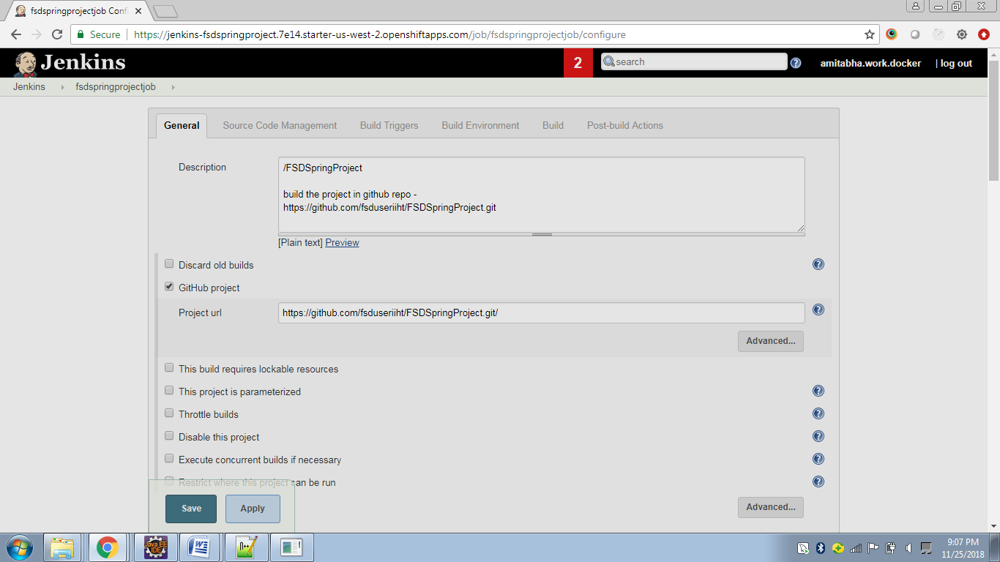 fsdspringprojectjob Conf
Secure https://jenkins-fsdspringproject.7e14.starter-us-west-2.openshiftapps.com/job/fsdspringprojectjob/configure
Jenkins 2 search amitabha.work.docker | log out
Jenkins fsdspringprojectjob
General Source Code Management Build Triggers Build Environment Build Post-build Actions
Description
/FSDSpringProject
build the project in github repo -
https://github.com/fsduseriiht/FSDSpringProject.git
[Plain text] Preview
Discard old builds
GitHub project
Project url https://github.com/fsduseriiht/FSDSpringProject.git/
Advanced...
This build requires lockable resources
This project is parameterized
Throttle builds
Disable this project
Execute concurrent builds if necessary
Restrict where this project can be run
Save Apply Advanced...
Java EE
IDE
9:07 PM
11/25/2018